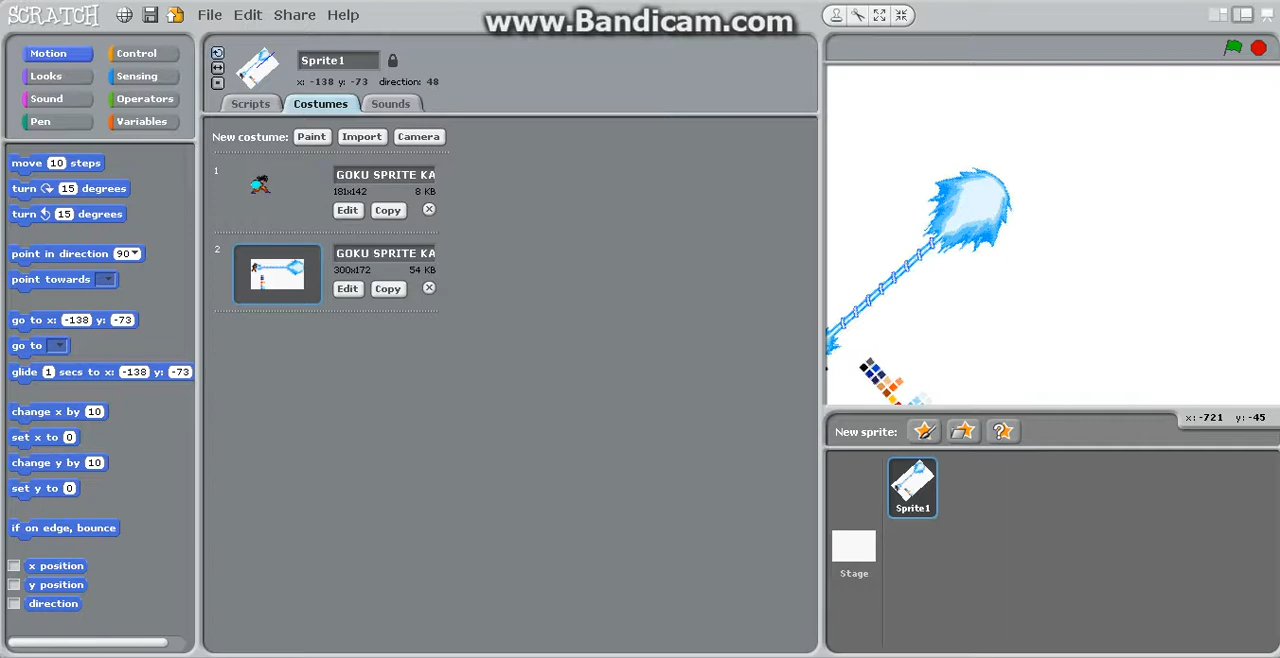 www.Bandicam.com
SCRATCH File Edit Share Help
Motion Control
Looks Sensing
Sound Operators
Pen Variables
move 10 steps
turn 15 degrees
turn 15 degrees
point in direction 90
point towards
go to x: -138 y: -73
go to
glide 1 secs to x: -138 y: -73
change x by 10
set x to 0
change y by 10
set y to 0
if on edge, bounce
x position
y position
direction
Sprite1
x: -138 y: -73 direction: 48
Scripts Costumes Sounds
New costume: Paint Import Camera
1
GOKU SPRITE KA
181x142 8 KB
Edit Copy
2
GOKU SPRITE KA
300x172 54 KB
Edit Copy
x: -721 y: -45
New sprite:
Sprite1
Stage